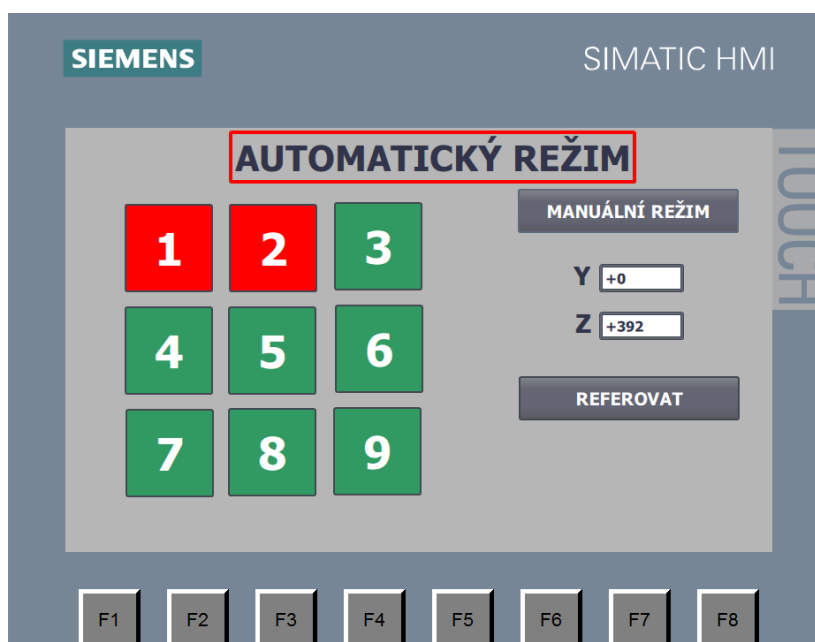 SIEMENS
SIMATIC HMI
TOUCH
AUTOMATICKÝ REŽIM
MANUÁLNÍ REŽIM
1 2 3
Y +0
Z +392
4 5 6
REFEROVAT
7 8 9
F1 F2 F3 F4 F5 F6 F7 F8